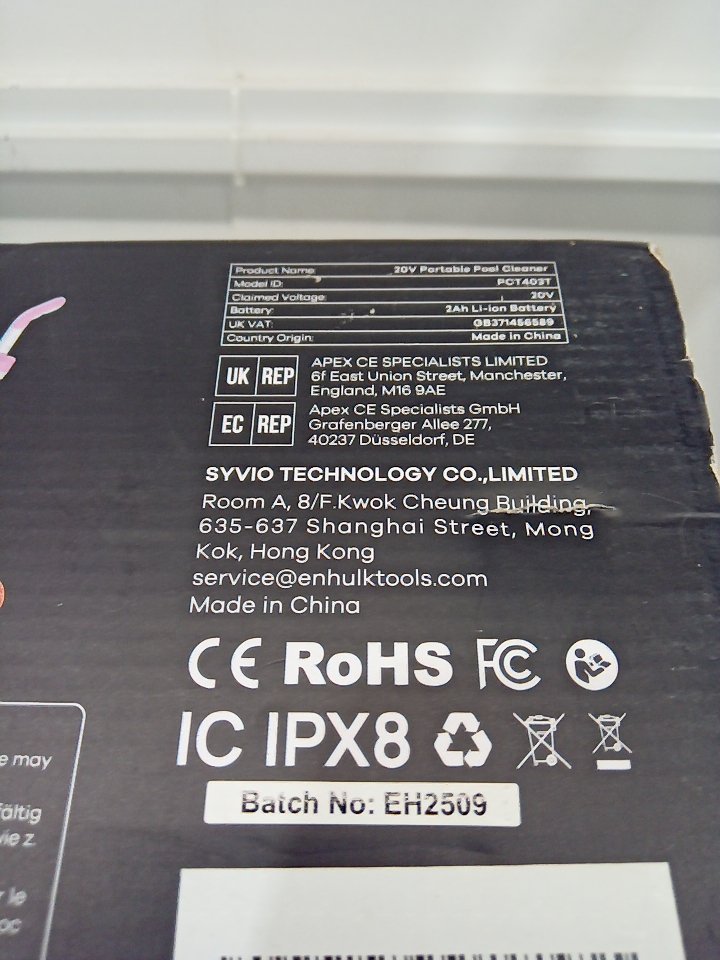 Product Name: 20V Portable Pool Cleaner
Model ID: PCT403T
Claimed Voltage: 20V
Battery: 2Ah Li-ion Battery
UK VAT: GB371456589
Country Origin: Made in China
UK REP
APEX CE SPECIALISTS LIMITED
6f East Union Street, Manchester,
England, M16 9AE
EC REP
Apex CE Specialists GmbH
Grafenberger Allee 277,
40237 Düsseldorf, DE
SYVIO TECHNOLOGY CO.,LIMITED
Room A, 8/F.Kwok Cheung Building,
635-637 Shanghai Street, Mong
Kok, Hong Kong
service@enhulktools.com
Made in China
CE RoHS FC
IC IPX8
Batch No: EH2509
e may
fältig
vie z.
r le
oc